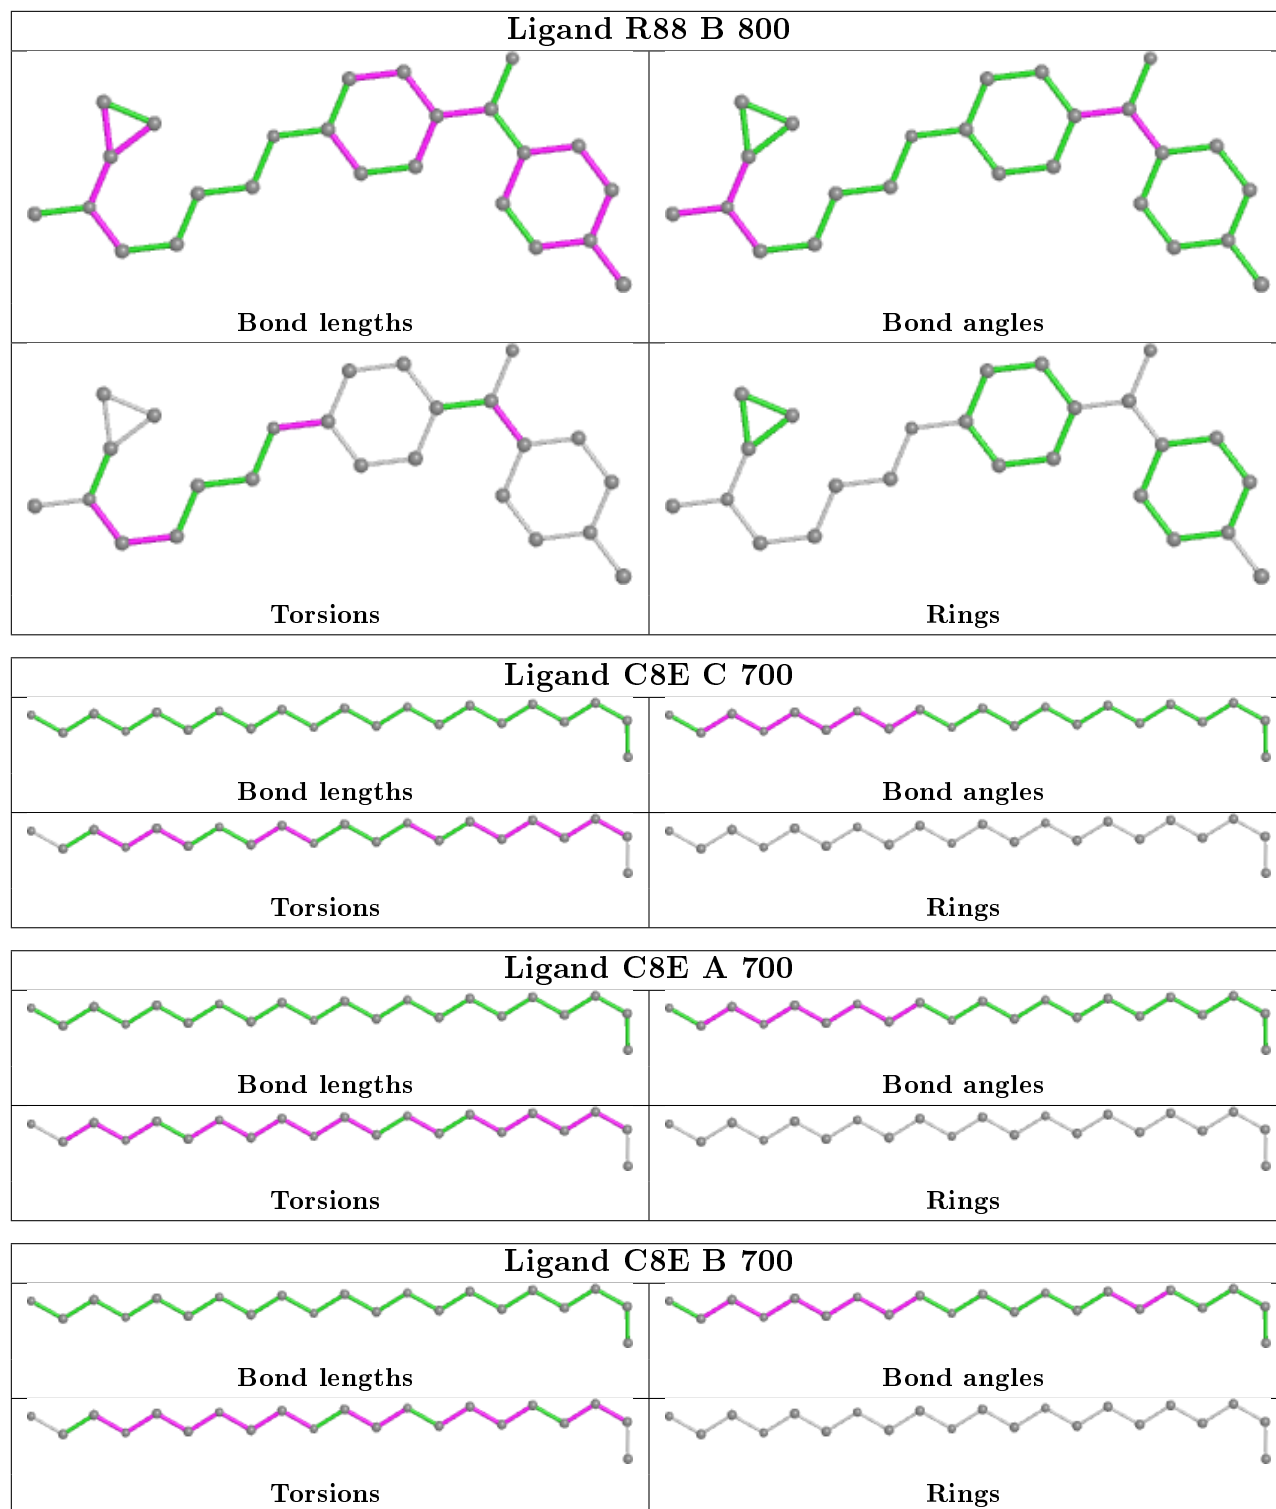 Ligand R88 B 800
Bond lengths
Bond angles
Torsions
Rings
Ligand C8E C 700
Bond lengths
Bond angles
Torsions
Rings
Ligand C8E A 700
Bond lengths
Bond angles
Torsions
Rings
Ligand C8E B 700
Bond lengths
Bond angles
Torsions
Rings